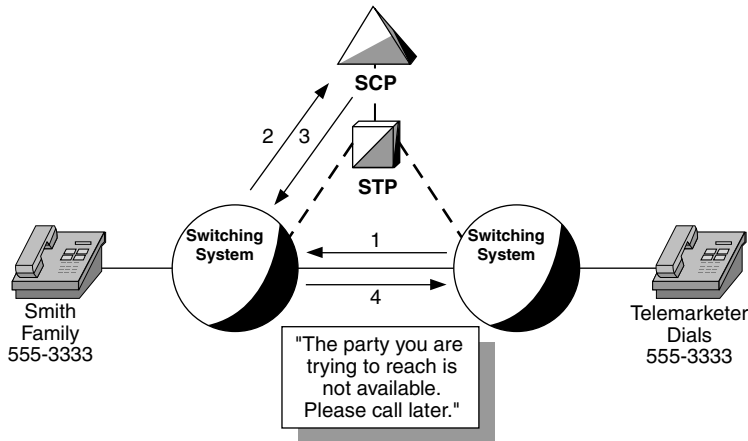 SCP
2
3
STP
Switching
System
1
Switching
System
4
Smith
Family
555-3333
Telemarketer
Dials
555-3333
"The party you are
trying to reach is
not available.
Please call later."